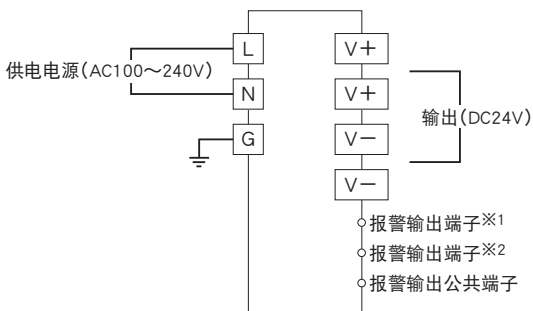 L
V+
供电电源(AC100～240V)
N
V+
输出(DC24V)
G
V−
V−
报警输出端子※1
报警输出端子※2
报警输出公共端子